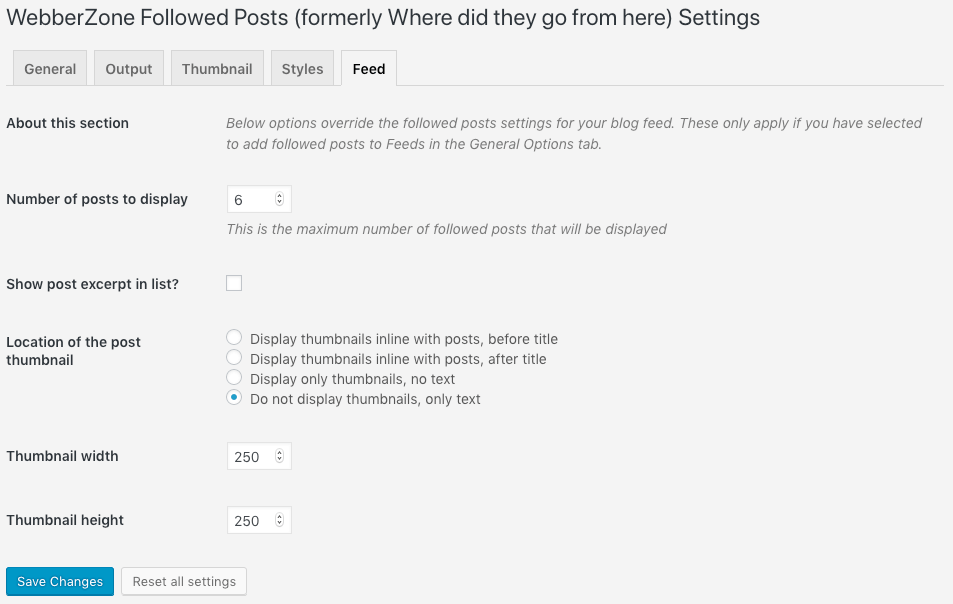 WebberZone Followed Posts (formerly Where did they go from here) Settings
General Output Thumbnail Styles Feed
About this section
Below options override the followed posts settings for your blog feed. These only apply if you have selected
to add followed posts to Feeds in the General Options tab.
Number of posts to display
6
This is the maximum number of followed posts that will be displayed
Show post excerpt in list?
Location of the post
thumbnail
Display thumbnails inline with posts, before title
Display thumbnails inline with posts, after title
Display only thumbnails, no text
Do not display thumbnails, only text
Thumbnail width
250
Thumbnail height
250
Save Changes Reset all settings